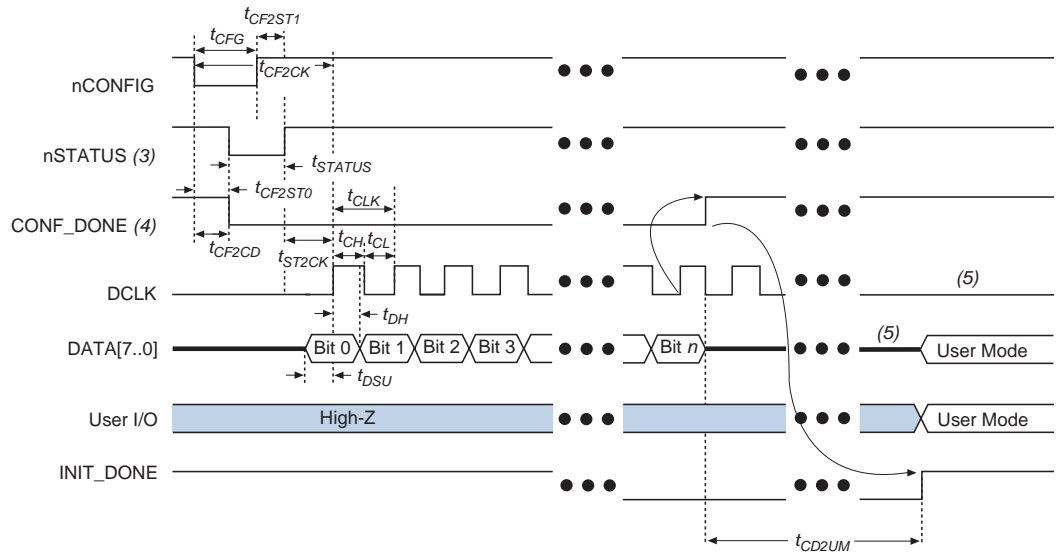 tCF2ST1
tCFG
tCF2CK
nCONFIG
nSTATUS (3)
tSTATUS
tCF2ST0
tCLK
CONF_DONE (4)
tCF2CD
tST2CK
tCH
tCL
DCLK
(5)
tDH
DATA[7..0]
Bit 0
Bit 1
Bit 2
Bit 3
Bit n
(5)
User Mode
tDSU
User I/O
High-Z
User Mode
INIT_DONE
tCD2UM